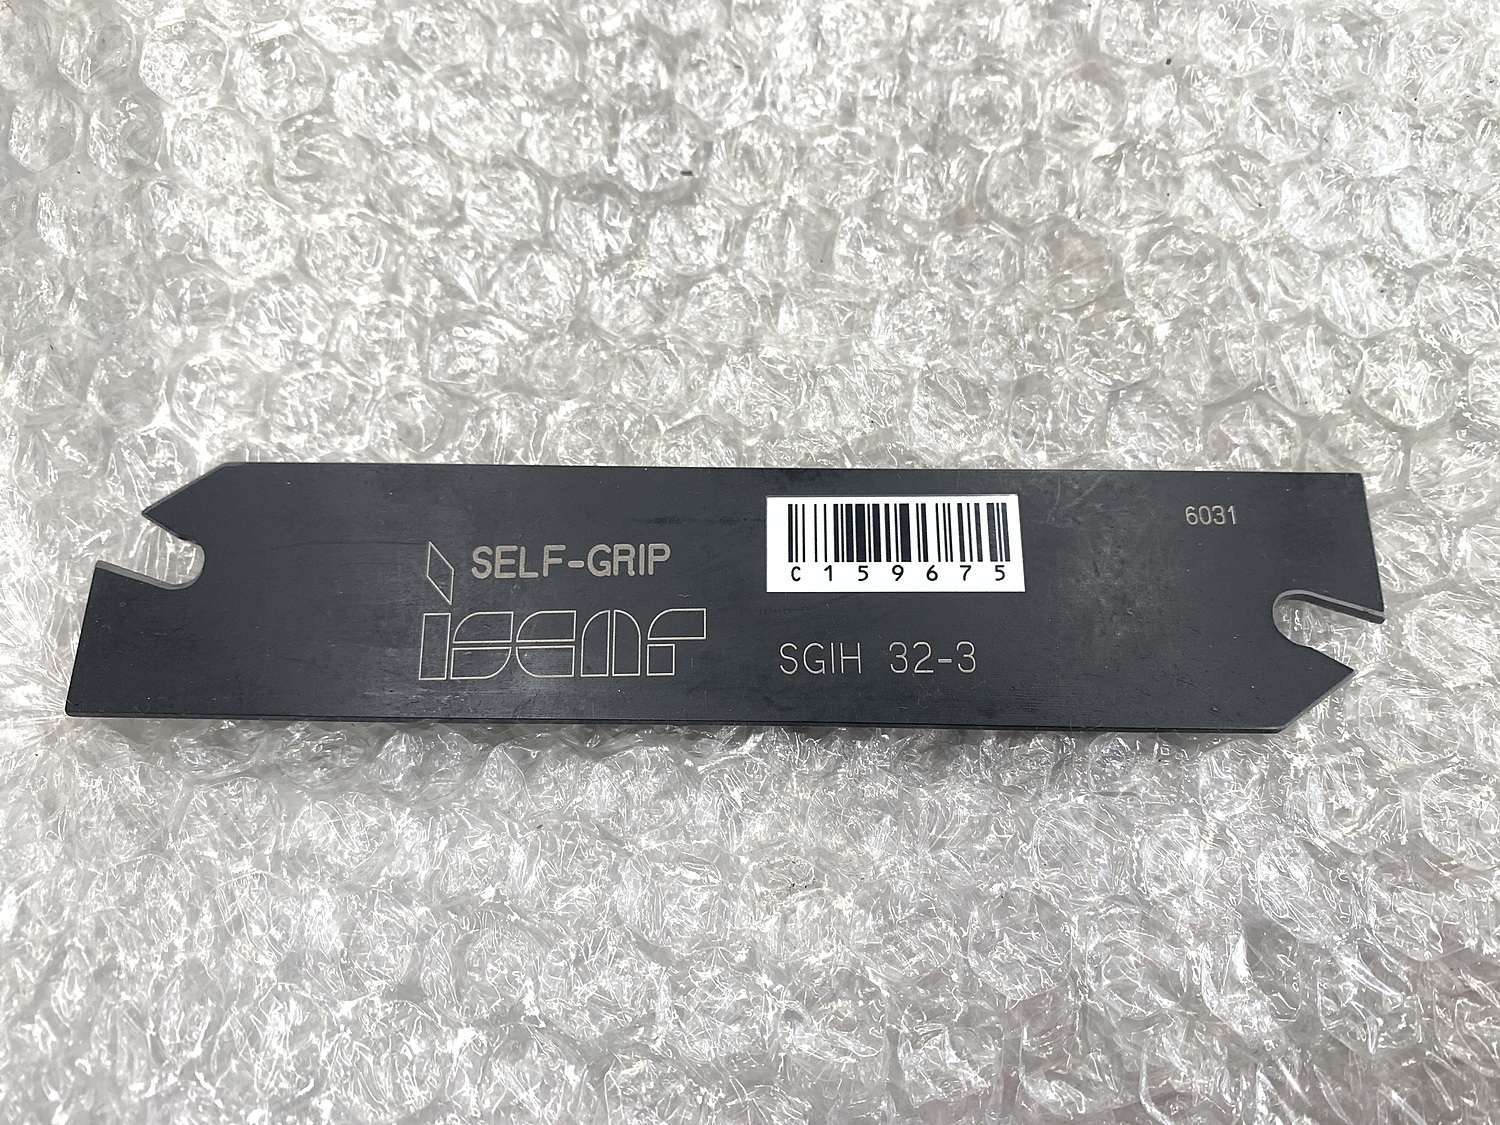 6031
SELF-GRIP
iscar
C159675
SGIH 32-3